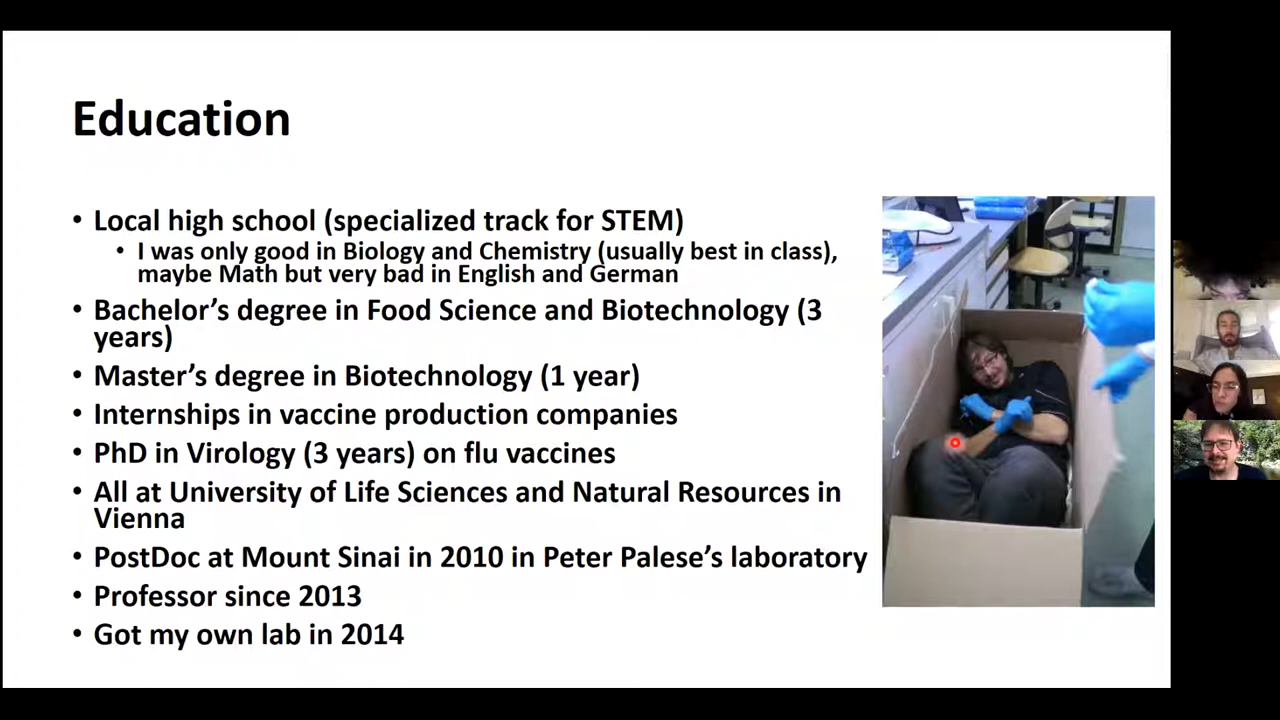 Education
• Local high school (specialized track for STEM)
• I was only good in Biology and Chemistry (usually best in class),
maybe Math but very bad in English and German
• Bachelor’s degree in Food Science and Biotechnology (3
years)
• Master’s degree in Biotechnology (1 year)
• Internships in vaccine production companies
• PhD in Virology (3 years) on flu vaccines
• All at University of Life Sciences and Natural Resources in
Vienna
• PostDoc at Mount Sinai in 2010 in Peter Palese’s laboratory
• Professor since 2013
• Got my own lab in 2014